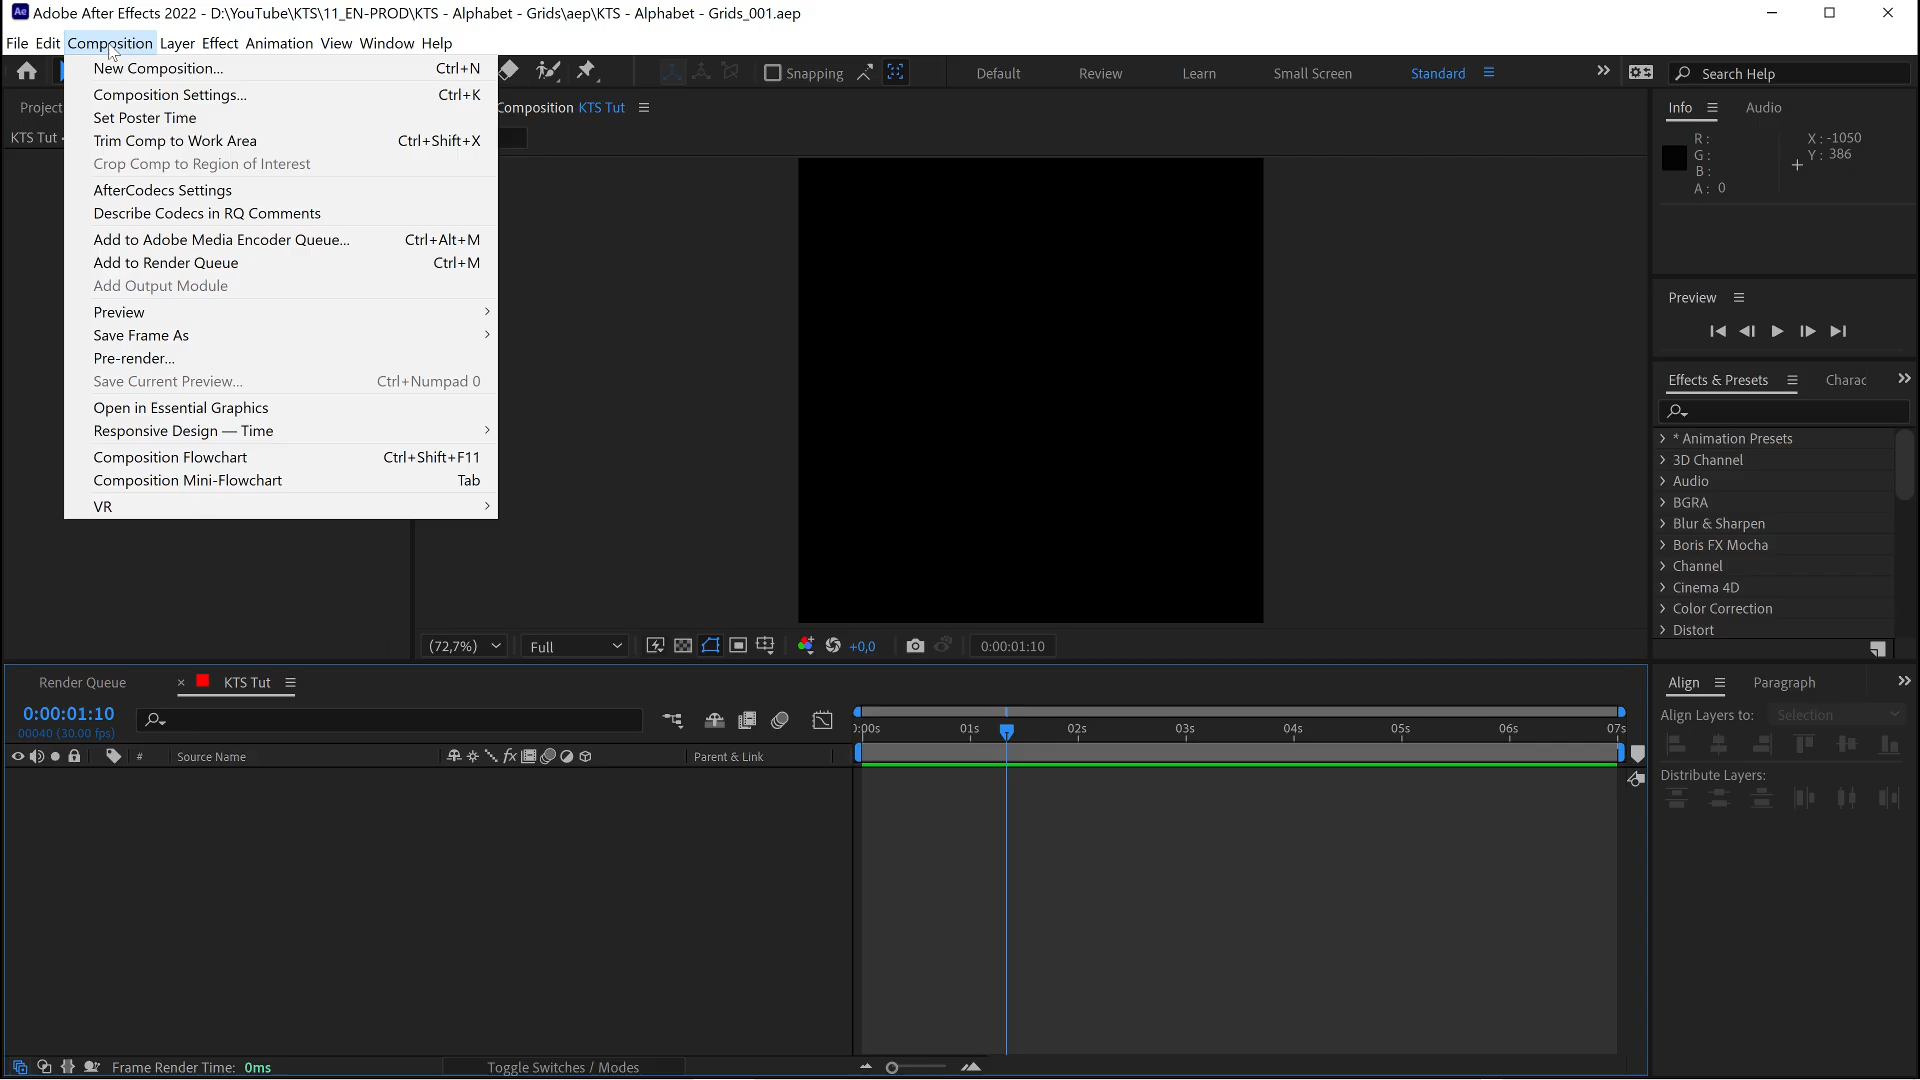 Adobe After Effects 2022 - D:\YouTube\KTS\11_EN-PROD\KTS - Alphabet - Grids\aep\KTS - Alphabet - Grids_001.aep
File Edit Composition Layer Effect Animation View Window Help
New Composition... Ctrl+N
Composition Settings... Ctrl+K
Set Poster Time
Trim Comp to Work Area Ctrl+Shift+X
Crop Comp to Region of Interest
AfterCodecs Settings
Describe Codecs in RQ Comments
Add to Adobe Media Encoder Queue... Ctrl+Alt+M
Add to Render Queue Ctrl+M
Add Output Module
Preview
Save Frame As
Pre-render...
Save Current Preview... Ctrl+Numpad 0
Open in Essential Graphics
Responsive Design — Time
Composition Flowchart Ctrl+Shift+F11
Composition Mini-Flowchart Tab
VR
Snapping
Default Review Learn Small Screen Standard
Search Help
Project
KTS Tut
Composition KTS Tut
Info Audio
R :
G :
B :
A : 0
X : -1050
Y : 386
Preview
Effects & Presets Charac
* Animation Presets
3D Channel
Audio
BGRA
Blur & Sharpen
Boris FX Mocha
Channel
Cinema 4D
Color Correction
Distort
(72,7%) Full +0,0 0:00:01:10
Render Queue × KTS Tut
0:00:01:10
00040 (30.00 fps)
# Source Name fx Parent & Link
):00s 01s 02s 03s 04s 05s 06s 07s
Align Paragraph
Align Layers to: Selection
Distribute Layers:
Frame Render Time: 0ms
Toggle Switches / Modes